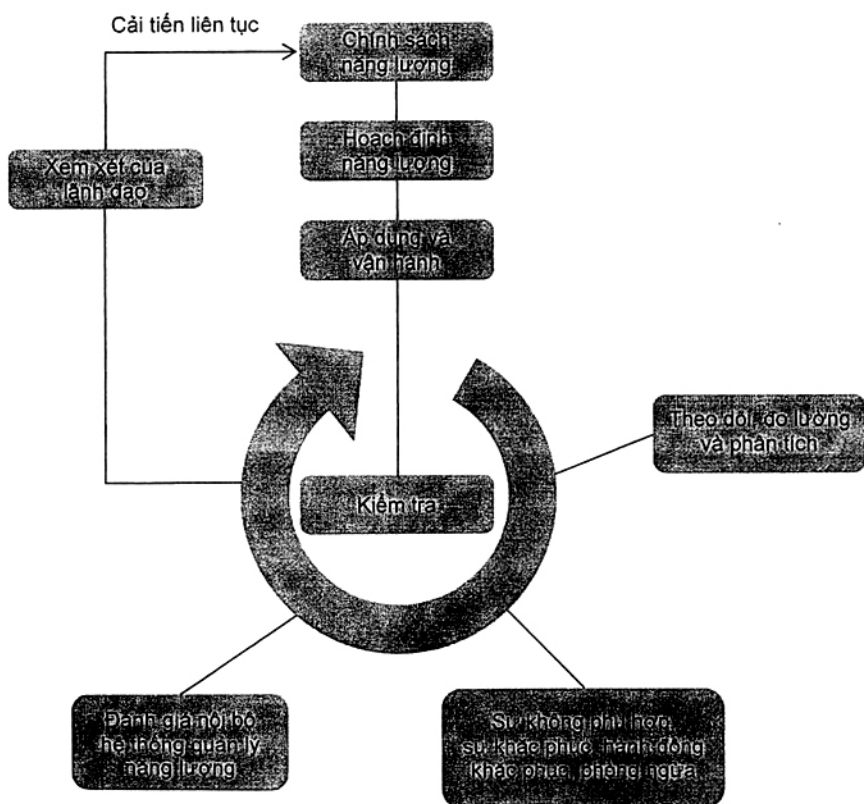 Cải tiến liên tục
Chính sách
năng lượng
Hoạch định
năng lượng
Xem xét của
lãnh đạo
Áp dụng và
vận hành
Theo dõi, đo lường
và phân tích
Kiểm tra
Đánh giá nội bộ
hệ thống quản lý
năng lượng
Sự không phù hợp,
sự khắc phục, hành động
khắc phục, phòng ngừa